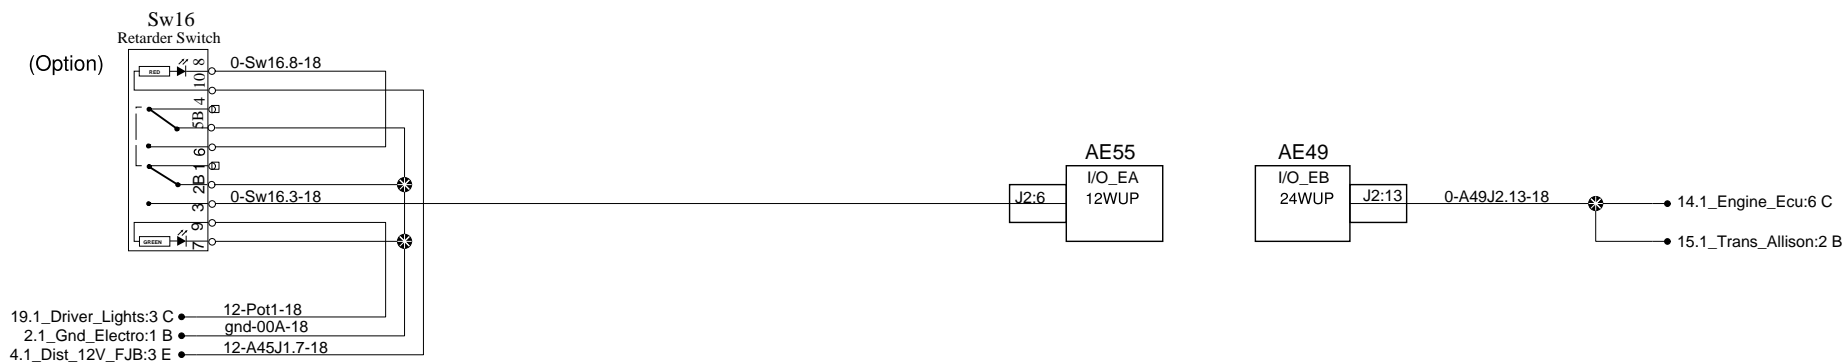 Sw16
Retarder Switch
(Option)
RED
8
0-Sw16.8-18
10
4
5B
6
1
2B
3
0-Sw16.3-18
9
GREEN
7
AE55
I/O_EA
12WUP
J2:6
AE49
I/O_EB
24WUP
J2:13
0-A49J2.13-18
14.1_Engine_Ecu:6 C
15.1_Trans_Allison:2 B
19.1_Driver_Lights:3 C
12-Pot1-18
2.1_Gnd_Electro:1 B
gnd-00A-18
4.1_Dist_12V_FJB:3 E
12-A45J1.7-18